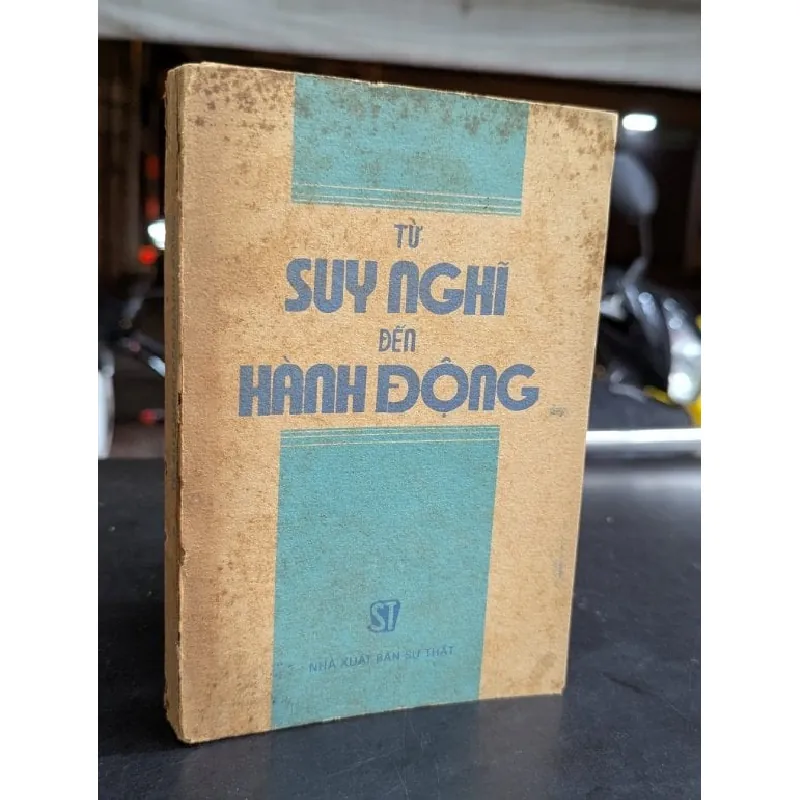 TỪ
SUY NGHĨ
ĐẾN
HÀNH ĐỘNG
ST
NHÀ XUẤT BẢN SỰ THẬT